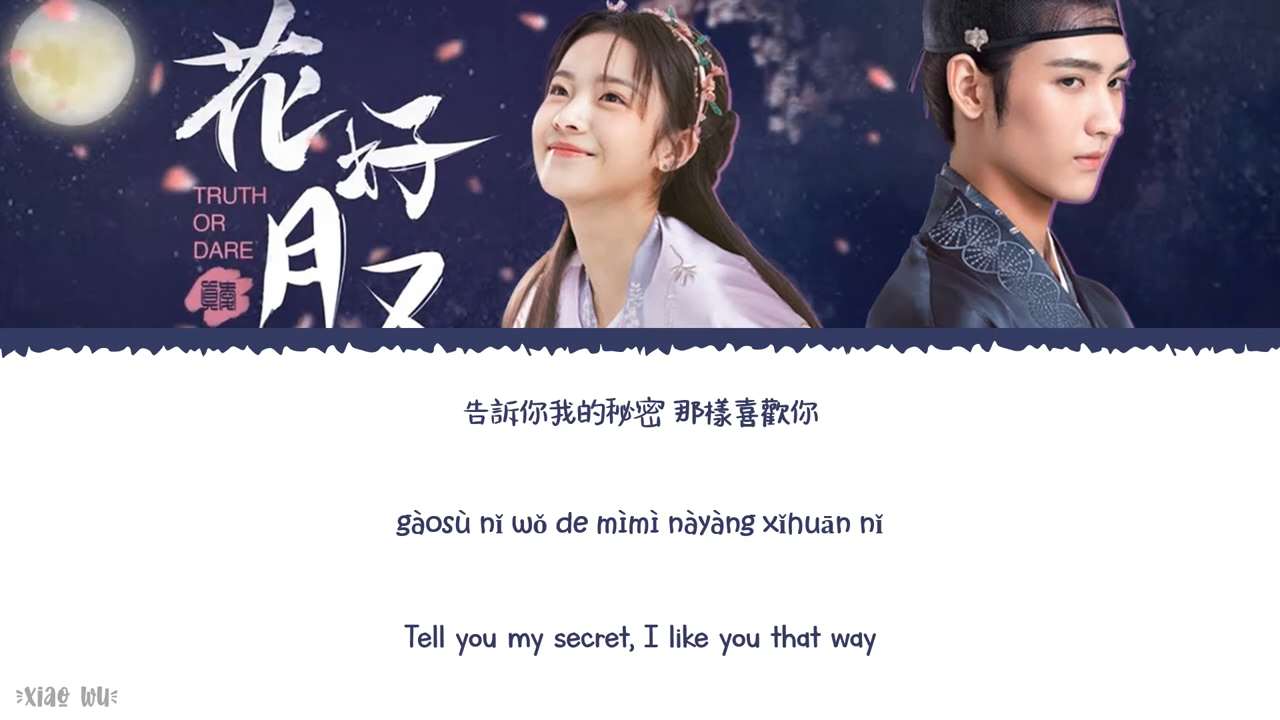 花好月又
TRUTH
OR
DARE
告訴你我的秘密 那樣喜歡你
gàosù nǐ wǒ de mìmì nàyàng xǐhuān nǐ
Tell you my secret, I like you that way
xiao wu